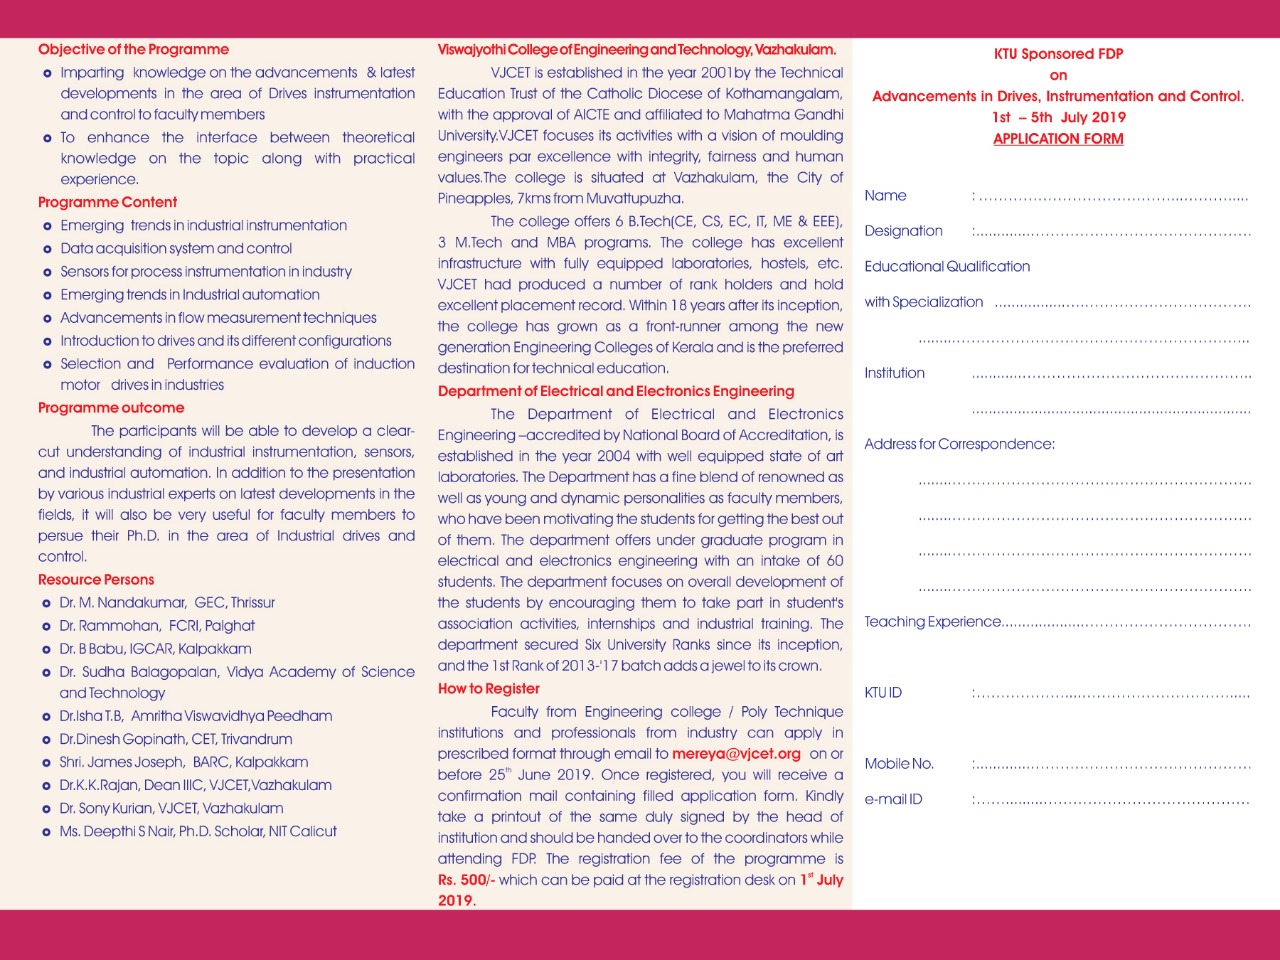 Objective of the Programme
Imparting knowledge on the advancements & latest
developments in the area of Drives instrumentation
and control to faculty members
To enhance the interface between theoretical
knowledge on the topic along with practical
experience.
Programme Content
Emerging trends in industrial instrumentation
Data acquisition system and control
Sensors for process instrumentation in industry
Emerging trends in Industrial automation
Advancements in flow measurement techniques
Introduction to drives and its different configurations
Selection and Performance evaluation of induction
motor drives in industries
Programme outcome
The participants will be able to develop a clear-
cut understanding of industrial instrumentation, sensors,
and industrial automation. In addition to the presentation
by various industrial experts on latest developments in the
fields, it will also be very useful for faculty members to
persue their Ph.D. in the area of Industrial drives and
control.
Resource Persons
Dr. M. Nandakumar, GEC, Thrissur
Dr. Rammohan, FCRI, Palghat
Dr. B Babu, IGCAR, Kalpakkam
Dr. Sudha Balagopalan, Vidya Academy of Science
and Technology
Dr.Isha T.B, Amritha Viswavidhya Peedham
Dr.Dinesh Gopinath, CET, Trivandrum
Shri. James Joseph, BARC, Kalpakkam
Dr.K.K.Rajan, Dean IIIC, VJCET,Vazhakulam
Dr. Sony Kurian, VJCET, Vazhakulam
Ms. Deepthi S Nair, Ph.D. Scholar, NIT Calicut
Viswajyothi College of Engineering and Technology, Vazhakulam.
VJCET is established in the year 2001by the Technical
Education Trust of the Catholic Diocese of Kothamangalam,
with the approval of AICTE and affiliated to Mahatma Gandhi
University.VJCET focuses its activities with a vision of moulding
engineers par excellence with integrity, fairness and human
values.The college is situated at Vazhakulam, the City of
Pineapples, 7kms from Muvattupuzha.
The college offers 6 B.Tech(CE, CS, EC, IT, ME & EEE),
3 M.Tech and MBA programs. The college has excellent
infrastructure with fully equipped laboratories, hostels, etc.
VJCET had produced a number of rank holders and hold
excellent placement record. Within 18 years after its inception,
the college has grown as a front-runner among the new
generation Engineering Colleges of Kerala and is the preferred
destination for technical education.
Department of Electrical and Electronics Engineering
The Department of Electrical and Electronics
Engineering –accredited by National Board of Accreditation, is
established in the year 2004 with well equipped state of art
laboratories. The Department has a fine blend of renowned as
well as young and dynamic personalities as faculty members,
who have been motivating the students for getting the best out
of them. The department offers under graduate program in
electrical and electronics engineering with an intake of 60
students. The department focuses on overall development of
the students by encouraging them to take part in student's
association activities, internships and industrial training. The
department secured Six University Ranks since its inception,
and the 1st Rank of 2013-'17 batch adds a jewel to its crown.
How to Register
Faculty from Engineering college / Poly Technique
institutions and professionals from industry can apply in
prescribed format through email to mereya@vjcet.org on or
before 25th June 2019. Once registered, you will receive a
confirmation mail containing filled application form. Kindly
take a printout of the same duly signed by the head of
institution and should be handed over to the coordinators while
attending FDP. The registration fee of the programme is
Rs. 500/- which can be paid at the registration desk on 1st July
2019.
KTU Sponsored FDP
on
Advancements in Drives, Instrumentation and Control.
1st – 5th July 2019
APPLICATION FORM
Name :
Designation :
Educational Qualification
with Specialization
Institution
Address for Correspondence:
Teaching Experience
KTU ID :
Mobile No. :
e-mail ID :